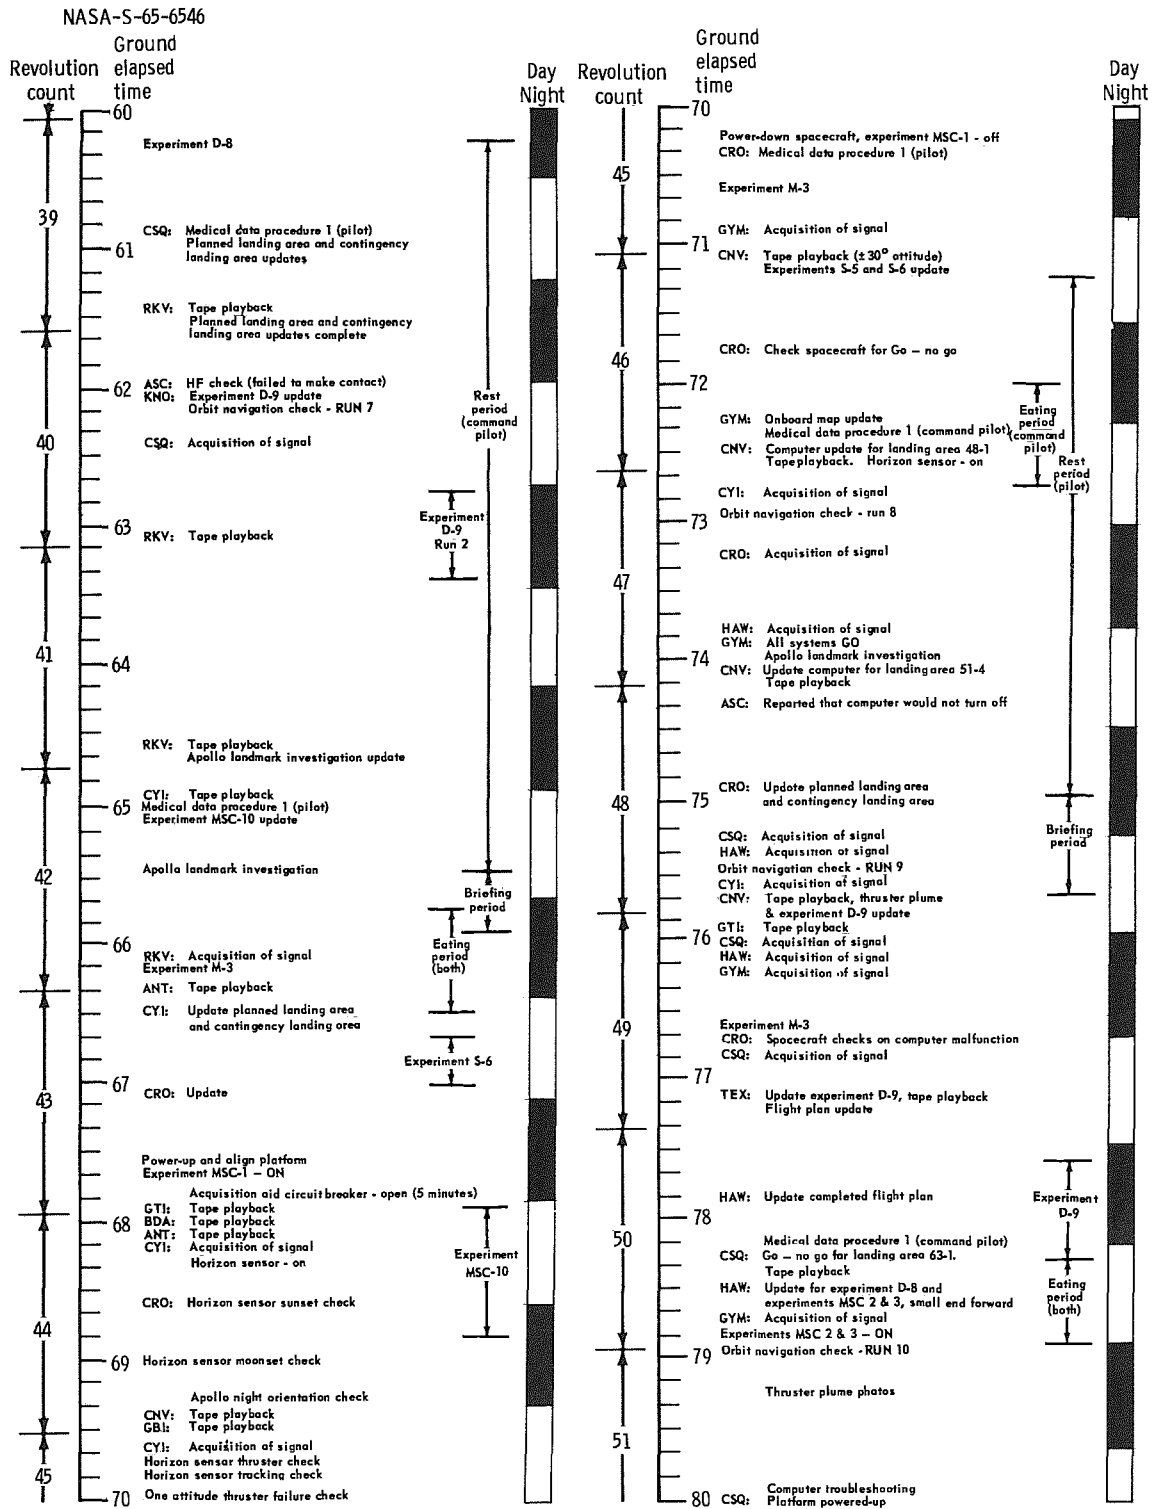 NASA-S-65-6546
Revolution
count
Ground
elapsed
time
Day
Night
60
Experiment D-8
39
CSQ: Medical data procedure 1 (pilot)
Planned landing area and contingency
landing area updates
61
RKV: Tape playback
Planned landing area and contingency
landing area updates complete
62
ASC: HF check (failed to make contact)
KNO: Experiment D-9 update
Orbit navigation check - RUN 7
Rest
period
(command
pilot)
40
CSQ: Acquisition of signal
Experiment
D-9
Run 2
63
RKV: Tape playback
41
64
RKV: Tape playback
Apollo landmark investigation update
CYI: Tape playback
65
Medical data procedure 1 (pilot)
Experiment MSC-10 update
42
Apollo landmark investigation
Briefing
period
66
Eating
period
(both)
RKV: Acquisition of signal
Experiment M-3
ANT: Tape playback
CYI: Update planned landing area
and contingency landing area
Experiment S-6
67
CRO: Update
43
Power-up and align platform
Experiment MSC-1 – ON
Acquisition aid circuit breaker - open (5 minutes)
GTI: Tape playback
68
BDA: Tape playback
ANT: Tape playback
CYI: Acquisition of signal
Horizon sensor - on
Experiment
MSC-10
CRO: Horizon sensor sunset check
44
69
Horizon sensor moonset check
Apollo night orientation check
CNV: Tape playback
GBI: Tape playback
CYI: Acquisition of signal
Horizon sensar thruster check
45
Horizon sensor tracking check
70
One attitude thruster failure check
Revolution
count
Ground
elapsed
time
Day
Night
70
Power-down spacecraft, experiment MSC-1 - off
CRO: Medical data procedure 1 (pilot)
45
Experiment M-3
GYM: Acquisition of signal
71
CNV: Tape playback (±30° attitude)
Experiments S-5 and S-6 update
CRO: Check spacecraft for Go – no go
46
72
GYM: Onboard map update
Medical data procedure 1 (command pilot)
CNV: Computer update for landing area 48-1
Tape playback. Horizon sensor - on
Eating
period
(command
pilot)
Rest
period
(pilot)
CYI: Acquisition of signal
73
Orbit navigation check - run 8
CRO: Acquisition of signal
47
HAW: Acquisition of signal
GYM: All systems GO
Apollo landmark investigation
74
CNV: Update computer for landing area 51-4
Tape playback
ASC: Reported that computer would not turn off
48
CRO: Update planned landing area
and contingency landing area
75
CSQ: Acquisition of signal
HAW: Acquisition of signal
Briefing
period
Orbit navigation check - RUN 9
CYI: Acquisition of signal
CNV: Tape playback, thruster plume
& experiment D-9 update
GTI: Tape playback
76
CSQ: Acquisition of signal
HAW: Acquisition of signal
GYM: Acquisition of signal
49
Experiment M-3
CRO: Spacecraft checks on computer malfunction
CSQ: Acquisition of signal
77
TEX: Update experiment D-9, tape playback
Flight plan update
HAW: Update completed flight plan
Experiment
D-9
78
50
Medical data procedure 1 (command pilot)
CSQ: Go – no go for landing area 63-1.
Tape playback
HAW: Update for experiment D-8 and
experiments MSC 2 & 3, small end forward
Eating
period
(both)
GYM: Acquisition of signal
Experiments MSC 2 & 3 – ON
79
Orbit navigation check - RUN 10
Thruster plume photos
51
Computer troubleshooting
80
CSQ: Platform powered-up